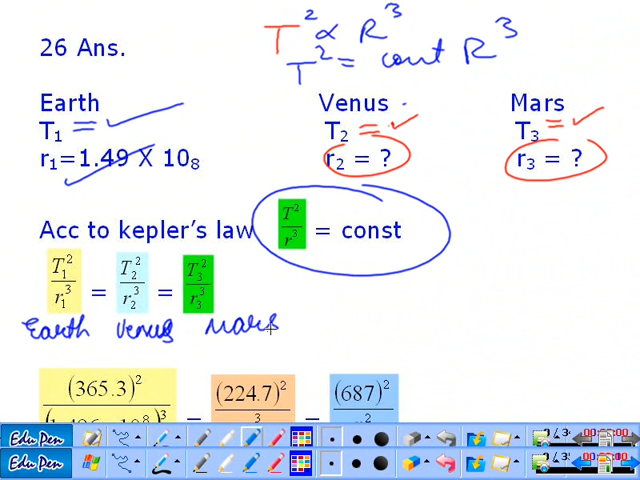 T² ∝ R³
26 Ans.
T² = cont R³
Earth Venus Mars
T₁ = T₂ = T₃ =
r₁=1.49 X 10₈ r₂ = ? r₃ = ?
Acc to kepler's law T²/r³ = const
T₁²/r₁³ = T₂²/r₂³ = T₃²/r₃³
Earth Venus Mars
(365.3)² = (224.7)² = (687)²
Edu Pen
Edu Pen